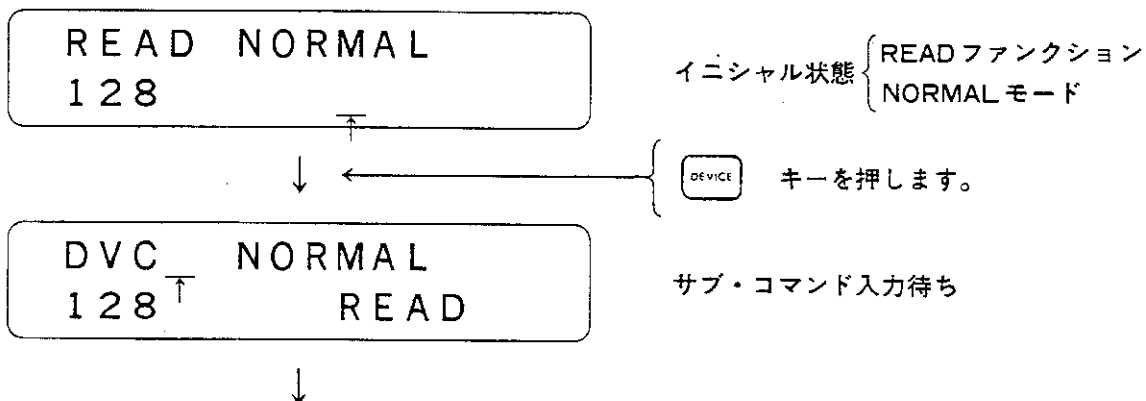 READ NORMAL
128
イニシャル状態
READファンクション
NORMALモード
DEVICE キーを押します。
DVC NORMAL
128 READ
サブ・コマンド入力待ち